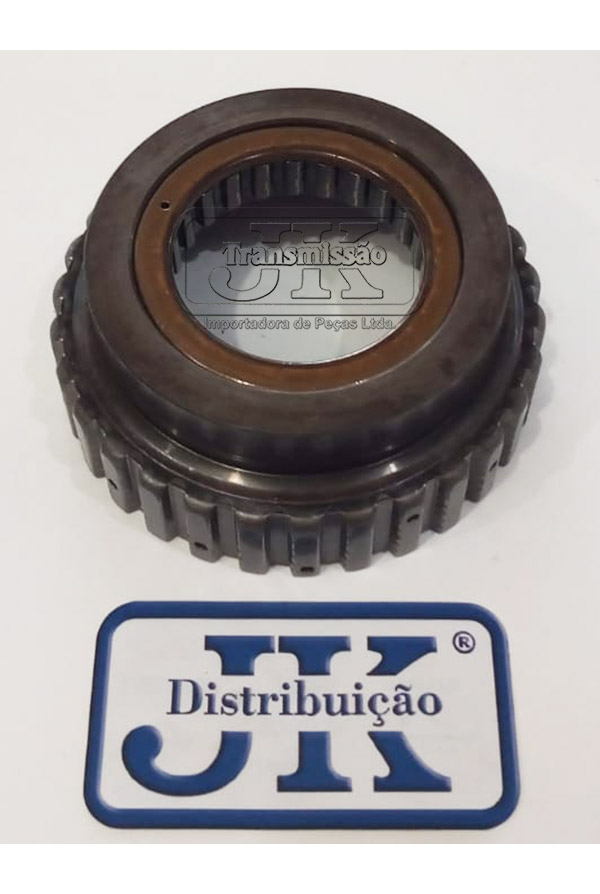 JK
Transmissão
Importadora de Peças Ltda.
JK ®
Distribuição